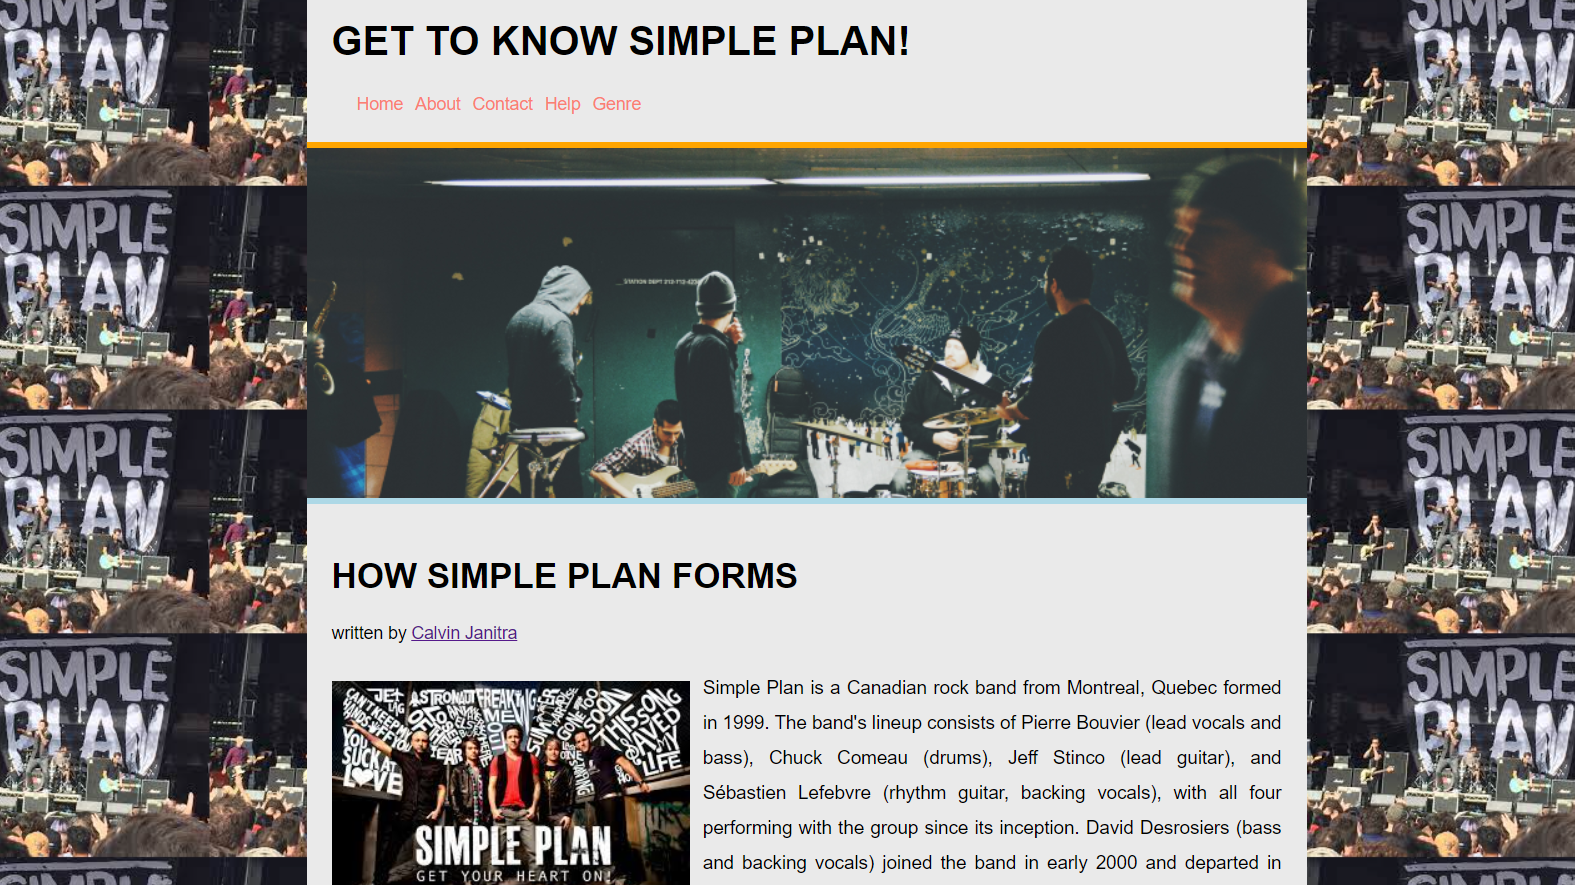 GET TO KNOW SIMPLE PLAN!
Home About Contact Help Genre
SIMPLE
PLAN
SIMPLE
PLAN
SIMPLE
PLAN
SIMPLE
PLAN
SIMPLE
PLAN
SIMPLE
PLAN
SIMPLE
PLAN
SIMPLE
PLAN
HOW SIMPLE PLAN FORMS
written by Calvin Janitra
JET LAG
ASTRONAUT
FREAKING ME OUT
CAN'T KEEP MY HANDS OFF YOU
YOU SUCK AT LOVE
GONE TOO SOON
THIS SONG SAVED MY LIFE
SIMPLE PLAN
GET YOUR HEART ON!
Simple Plan is a Canadian rock band from Montreal, Quebec formed
in 1999. The band's lineup consists of Pierre Bouvier (lead vocals and
bass), Chuck Comeau (drums), Jeff Stinco (lead guitar), and
Sébastien Lefebvre (rhythm guitar, backing vocals), with all four
performing with the group since its inception. David Desrosiers (bass
and backing vocals) joined the band in early 2000 and departed in